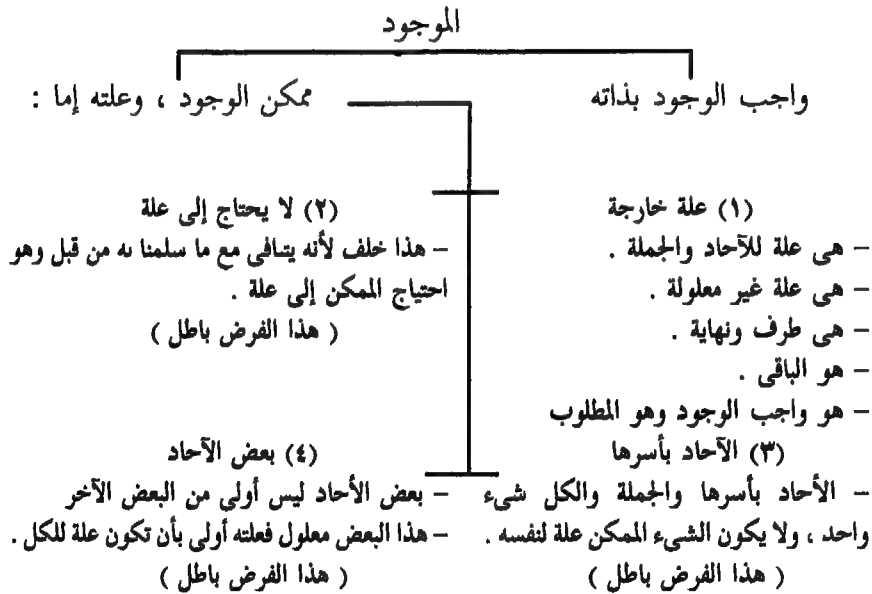 الموجود
واجب الوجود بذاته
ممكن الوجود ، وعلته إما :
(١) علة خارجة
– هى علة للآحاد والجملة .
– هى علة غير معلولة .
– هى طرف ونهاية .
– هو الباقى .
– هو واجب الوجود وهو المطلوب
(٢) لا يحتاج إلى علة
– هذا خلف لأنه يتنافى مع ما سلمنا به من قبل وهو
احتياج الممكن إلى علة .
( هذا الفرض باطل )
(٣) الآحاد بأسرها
– الأحاد بأسرها والجملة والكل شىء
واحد ، ولا يكون الشىء الممكن علة لنفسه .
( هذا الفرض باطل )
(٤) بعض الآحاد
– بعض الأحاد ليس أولى من البعض الآخر
– هذا البعض معلول فعلته أولى بأن تكون علة للكل .
( هذا الفرض باطل )